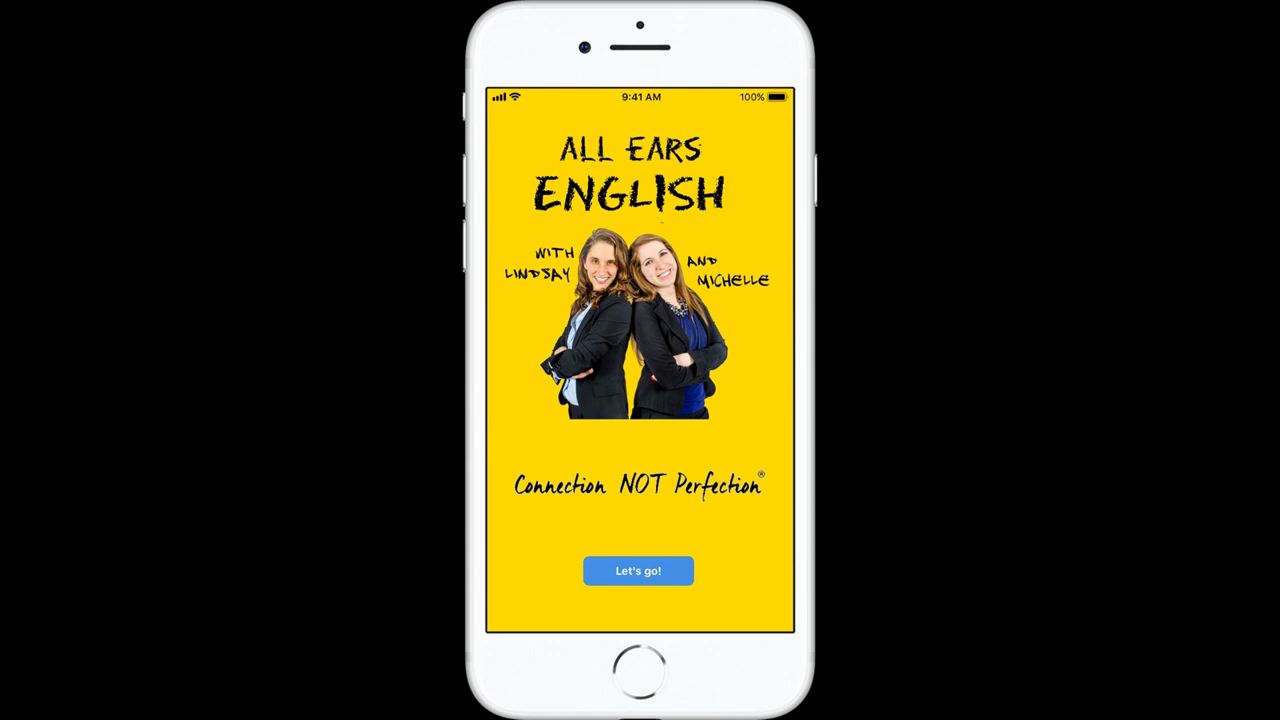 9:41 AM 100%
ALL EARS
ENGLISH
WITH
LINDSAY
AND
MICHELLE
Connection NOT Perfection®
Let's go!